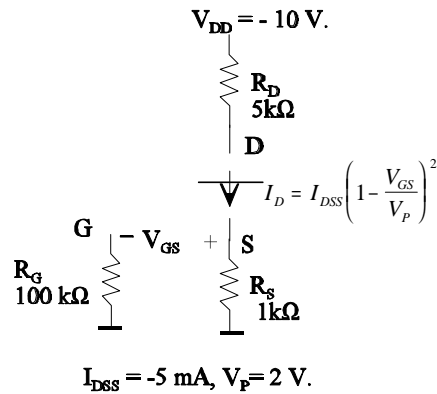 V_DD = - 10 V.
R_D
5kΩ
D
I_D = I_DSS(1 - V_GS/V_P)^2
G - V_GS + S
R_G
100 kΩ
R_S
1kΩ
I_DSS = -5 mA, V_P= 2 V.